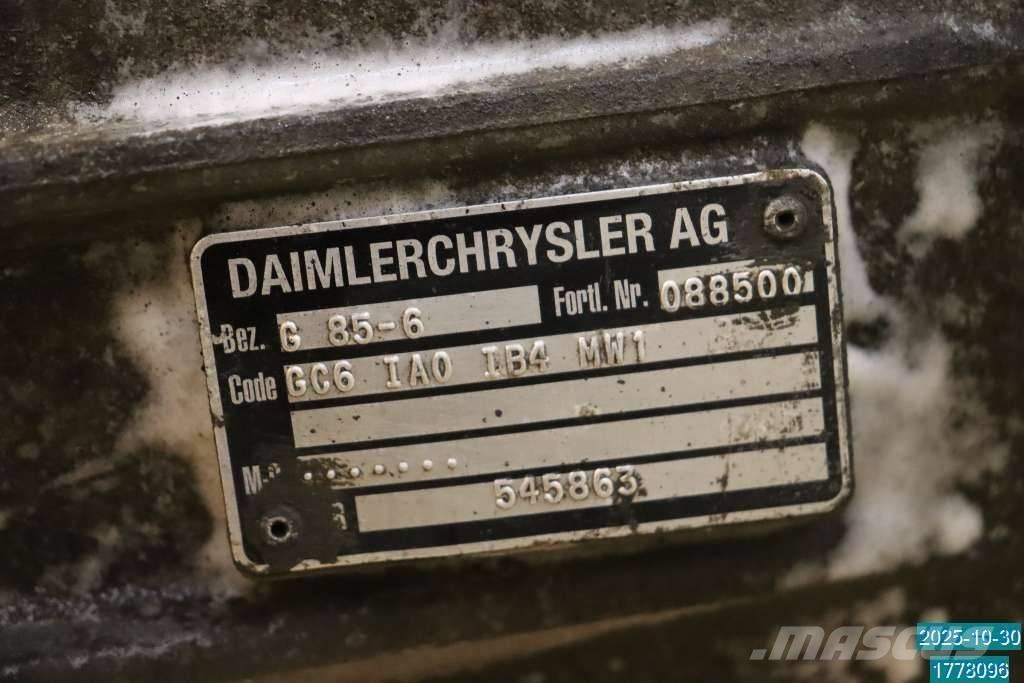 DAIMLERCHRYSLER AG
Bez. G 85-6 Fortl. Nr. 088500
Code GC6 IA0 IB4 MW1
.......
545863
MASCUS
2025-10-30
1778096